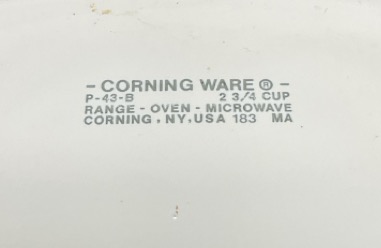 - CORNING WARE ® -
P-43-B 2 3/4 CUP
RANGE - OVEN - MICROWAVE
CORNING, NY, USA 183 MA